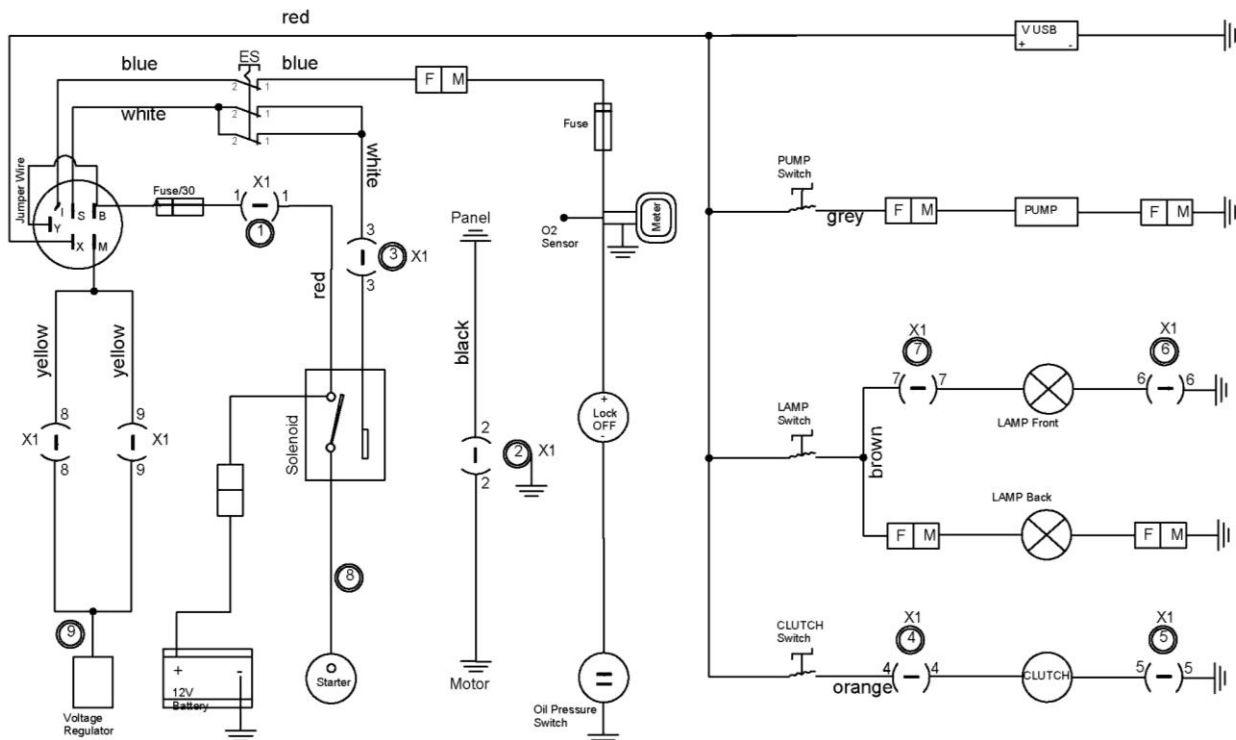 red
V USB
+ -
ES
blue
blue
2 1
F M
white
2 1
2 1
Fuse
white
PUMP
Switch
Jumper Wire
Fuse/30
X1
1 1
1
I S B
Y
X M
Panel
O2
Sensor
Meter
grey
F M
PUMP
F M
3
3 X1
3
red
black
yellow
yellow
X1
7
7 7
X1
6
6 6
LAMP Front
LAMP
Switch
brown
+
Lock
OFF
-
8
X1
8
9
X1
9
Solenoid
2
2 X1
2
LAMP Back
F M
F M
8
9
CLUTCH
Switch
X1
4
4 4
orange
CLUTCH
X1
5
5 5
+ -
12V
Battery
Starter
Motor
Oil Pressure
Switch
Voltage
Regulator